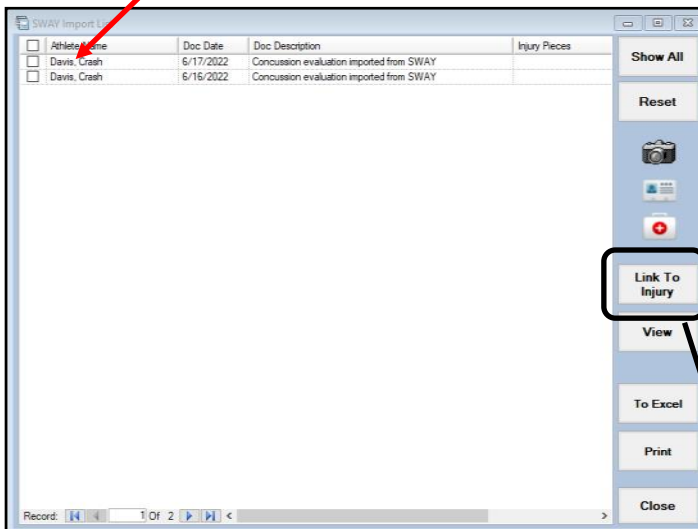 SWAY Import List
Athlete Name Doc Date Doc Description Injury Pieces
Davis, Crash 6/17/2022 Concussion evaluation imported from SWAY
Davis, Crash 6/16/2022 Concussion evaluation imported from SWAY
Show All
Reset
Link To
Injury
View
To Excel
Print
Close
Record: 1 Of 2